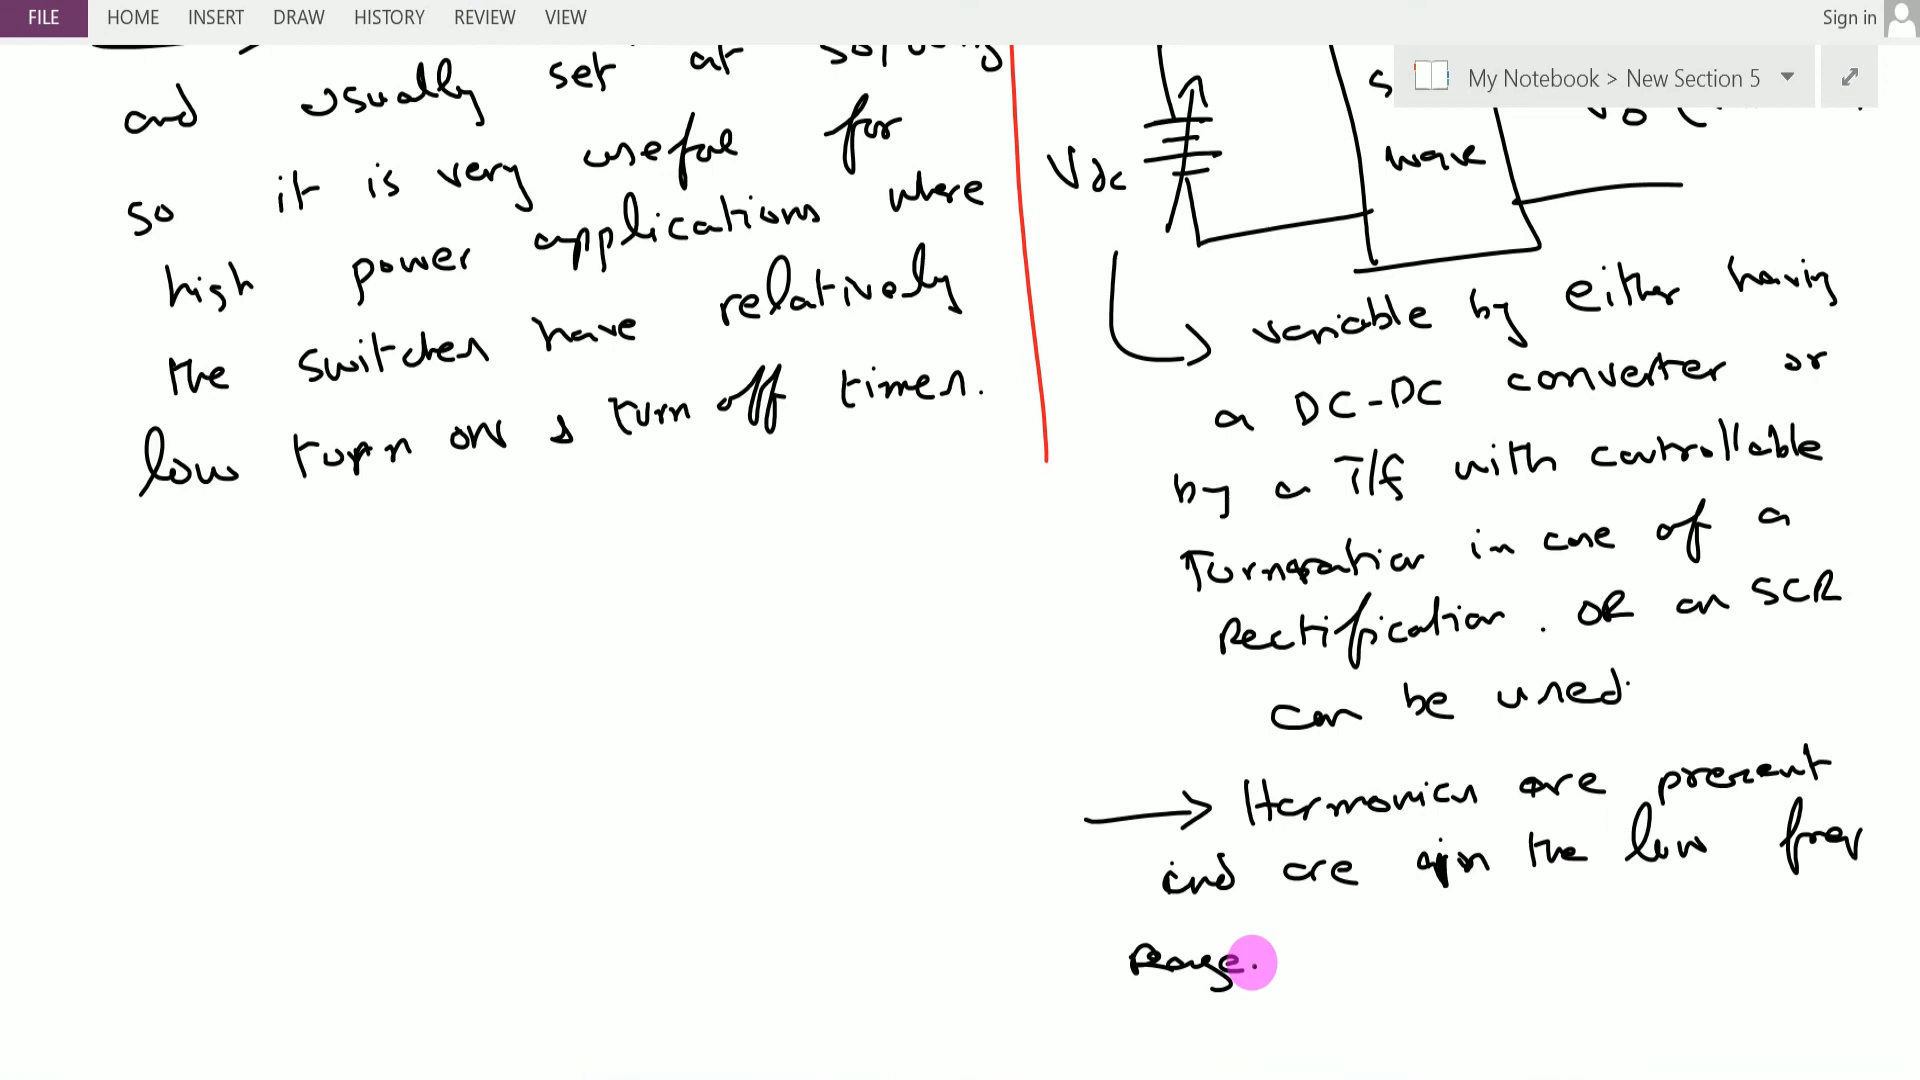 FILE HOME INSERT DRAW HISTORY REVIEW VIEW Sign in
My Notebook > New Section 5
and usually set at
so it is very useful for
high power applications where
the switches have relatively
low turn on & turn off times.
Vdc
wave
Vo (
variable by either having
a DC-DC converter or
by a T/f with controllable
Turnsratior in case of a
Rectification. OR an SCR
can be used.
Harmonics are present
and are in the low freq
Range.